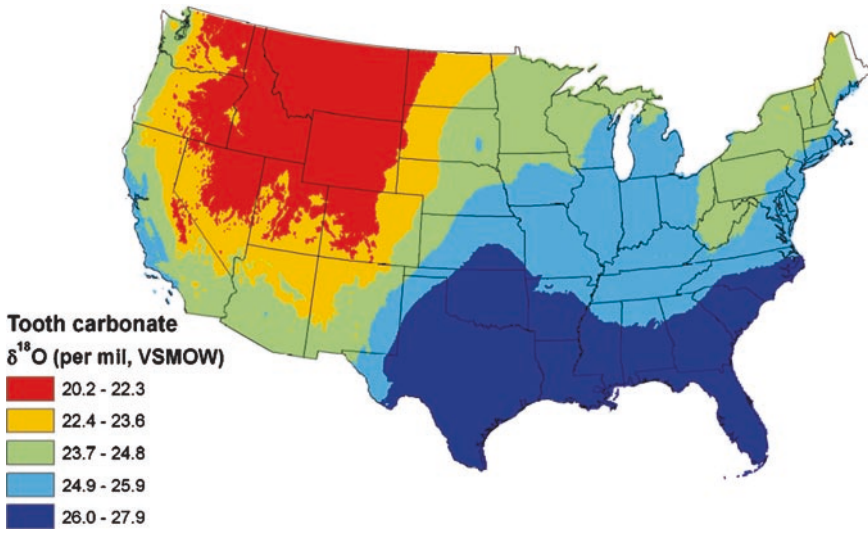 Tooth carbonate
δ¹⁸O (per mil, VSMOW)
20.2 - 22.3
22.4 - 23.6
23.7 - 24.8
24.9 - 25.9
26.0 - 27.9